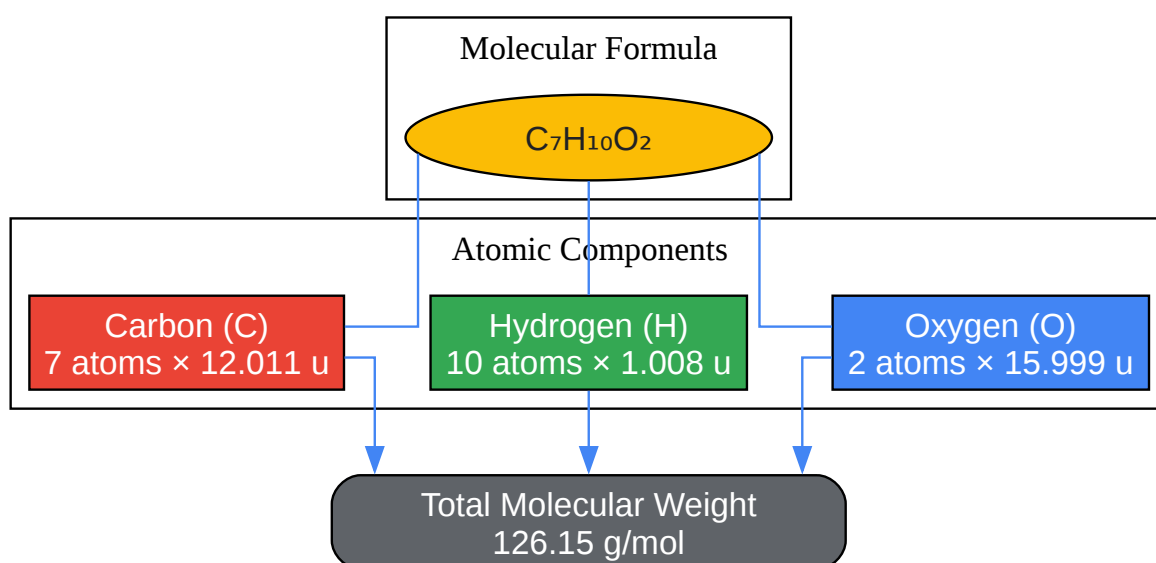 Molecular Formula
C₇H₁₀O₂
Atomic Components
Carbon (C)
7 atoms × 12.011 u
Hydrogen (H)
10 atoms × 1.008 u
Oxygen (O)
2 atoms × 15.999 u
Total Molecular Weight
126.15 g/mol